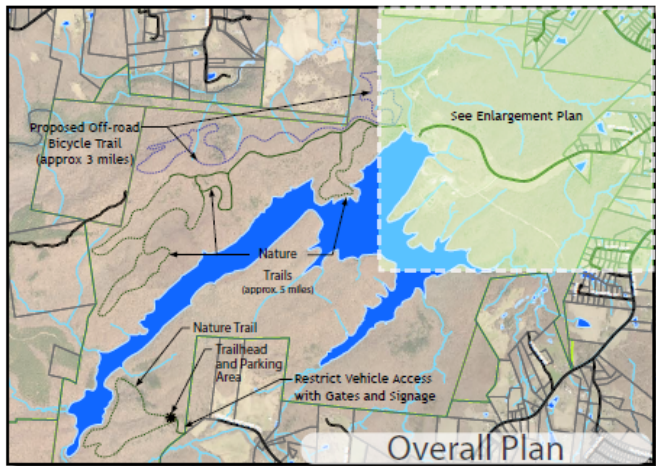 See Enlargement Plan
Proposed Off-road
Bicycle Trail
(approx 3 miles)
Nature
Trails
(approx. 5 miles)
Nature Trail
Trailhead
and Parking
Area
Restrict Vehicle Access
with Gates and Signage
Overall Plan